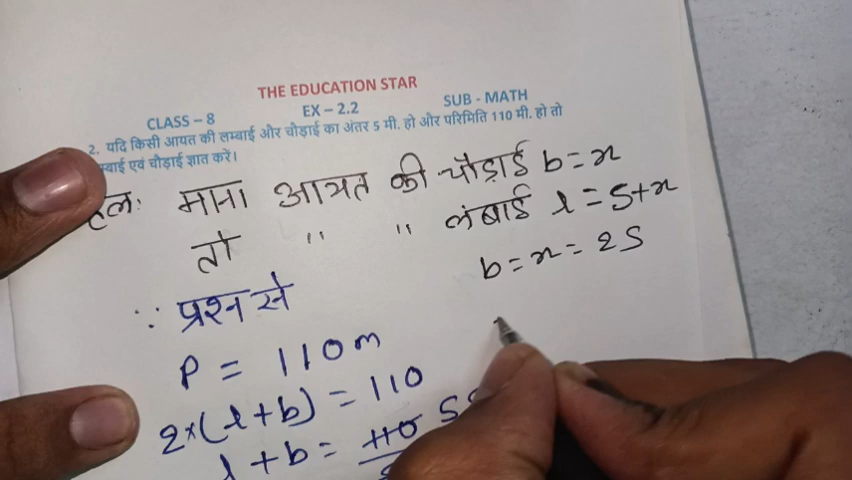 THE EDUCATION STAR
CLASS – 8 EX – 2.2 SUB - MATH
2. यदि किसी आयत की लम्बाई और चौड़ाई का अंतर 5 मी. हो और परिमिति 110 मी. हो तो
एवं चौड़ाई ज्ञात करें।
हल: माना आयत की चौड़ाई b = x
तो " " लंबाई l = 5+x
b = x = 25
∵ प्रश्न से
P = 110m
2×(l+b) = 110
l+b = 110